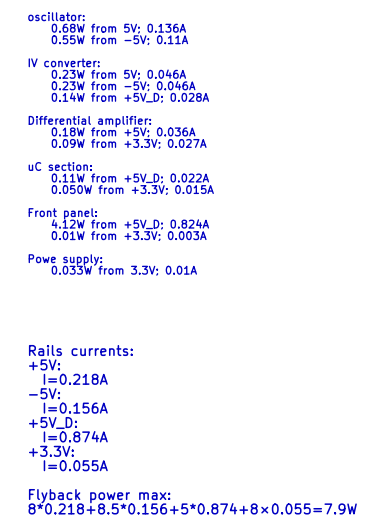 oscillator:
0.68W from 5V; 0.136A
0.55W from −5V; 0.11A
IV converter:
0.23W from 5V; 0.046A
0.23W from −5V; 0.046A
0.14W from +5V_D; 0.028A
Differential amplifier:
0.18W from +5V; 0.036A
0.09W from +3.3V; 0.027A
uC section:
0.11W from +5V_D; 0.022A
0.050W from +3.3V; 0.015A
Front panel:
4.12W from +5V_D; 0.824A
0.01W from +3.3V; 0.003A
Powe supply:
0.033W from 3.3V; 0.01A
Rails currents:
+5V:
I=0.218A
−5V:
I=0.156A
+5V_D:
I=0.874A
+3.3V:
I=0.055A
Flyback power max:
8*0.218+8.5*0.156+5*0.874+8×0.055=7.9W